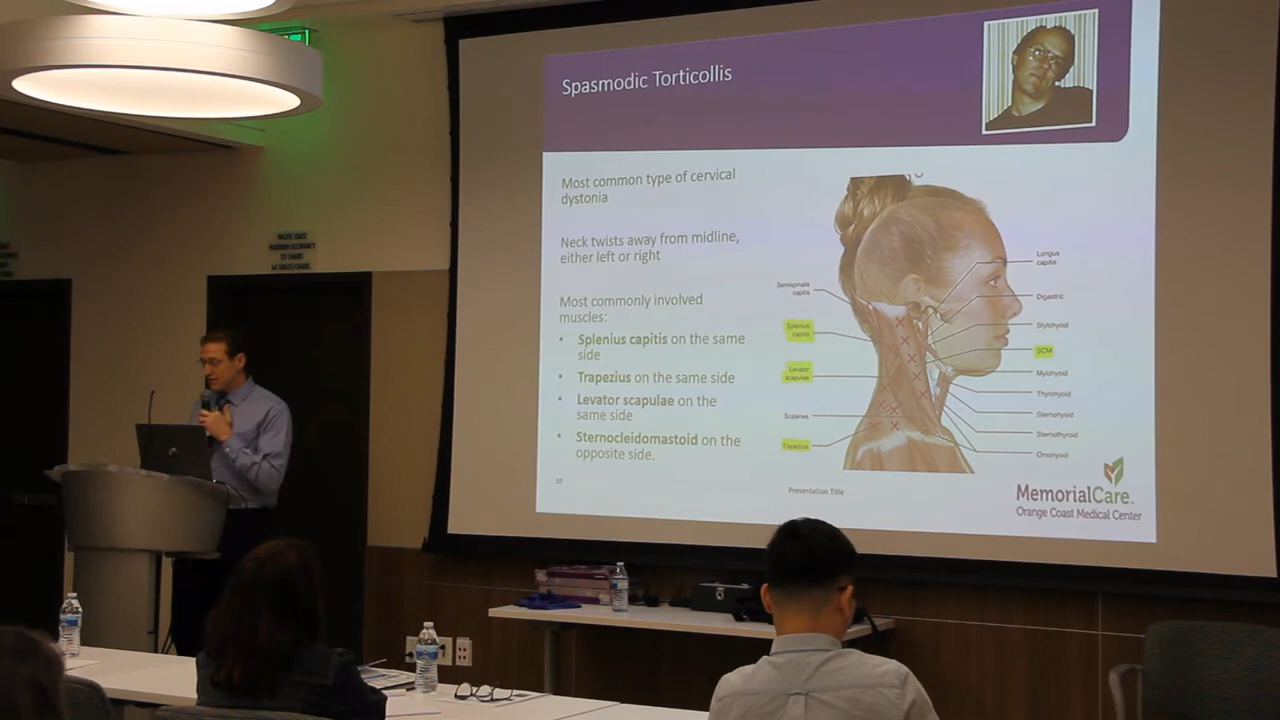 Spasmodic Torticollis
Most common type of cervical
dystonia
Neck twists away from midline,
either left or right
Most commonly involved
muscles:
• Splenius capitis on the same
side
• Trapezius on the same side
• Levator scapulae on the
same side
• Sternocleidomastoid on the
opposite side.
Semispinalis
capitis
Splenius
capitis
Levator
scapulae
Scalenes
Trapezius
Longus
capitis
Digastric
Stylohyoid
SCM
Mylohyoid
Thyrohyoid
Sternohyoid
Sternothyroid
Omohyoid
Presentation Title
MemorialCare
Orange Coast Medical Center
MAXIMUM OCCUPANCY